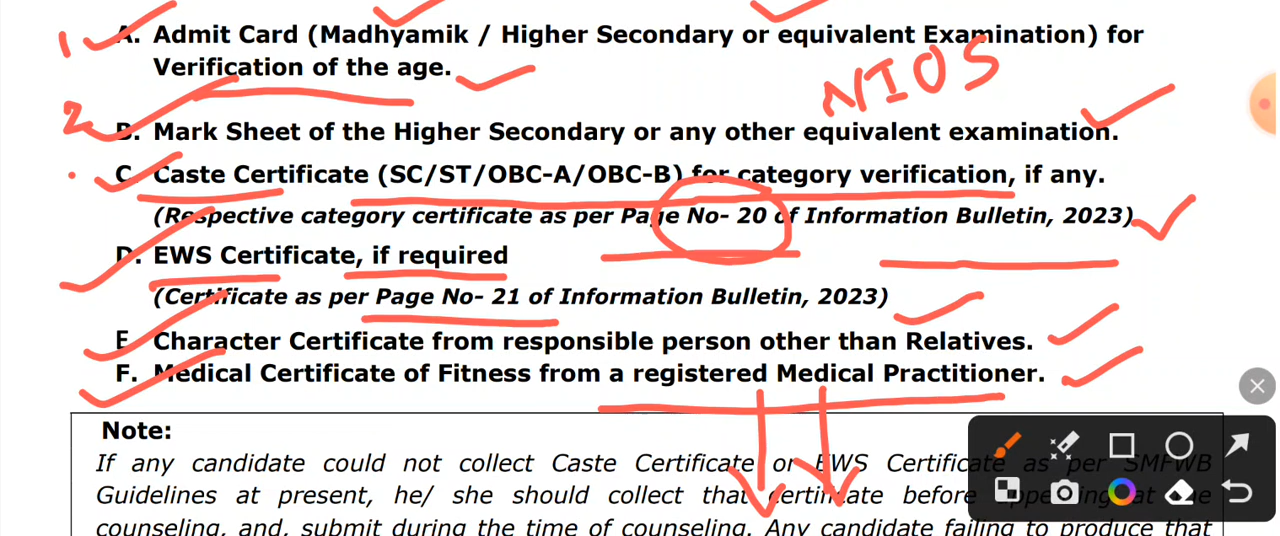 1 A. Admit Card (Madhyamik / Higher Secondary or equivalent Examination) for
Verification of the age.
NIOS
2 B. Mark Sheet of the Higher Secondary or any other equivalent examination.
C. Caste Certificate (SC/ST/OBC-A/OBC-B) for category verification, if any.
(Respective category certificate as per Page No- 20 of Information Bulletin, 2023)
D. EWS Certificate, if required
(Certificate as per Page No- 21 of Information Bulletin, 2023)
E Character Certificate from responsible person other than Relatives.
F. Medical Certificate of Fitness from a registered Medical Practitioner.
Note:
If any candidate could not collect Caste Certificate or EWS Certificate as per SMFWB
Guidelines at present, he/ she should collect that certificate before appearing at the
counseling, and, submit during the time of counseling. Any candidate failing to produce that